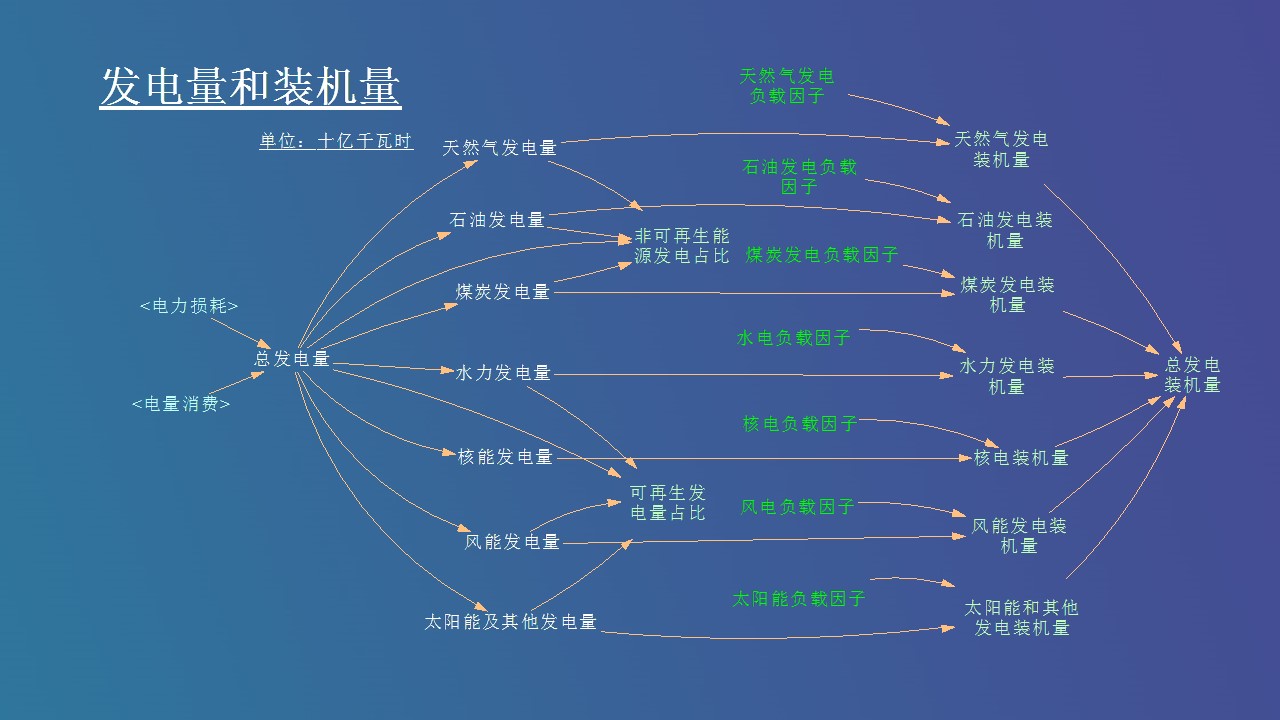 发电量和装机量
单位：十亿千瓦时
天然气发电
负载因子
天然气发电量
天然气发电
装机量
石油发电负载
因子
石油发电量
石油发电装
机量
非可再生能
源发电占比
煤炭发电负载因子
煤炭发电量
煤炭发电装
机量
<电力损耗>
总发电量
<电量消费>
水电负载因子
水力发电量
水力发电装
机量
总发电
装机量
核电负载因子
核能发电量
核电装机量
可再生发
电量占比
风电负载因子
风能发电量
风能发电装
机量
太阳能负载因子
太阳能及其他发电量
太阳能和其他
发电装机量